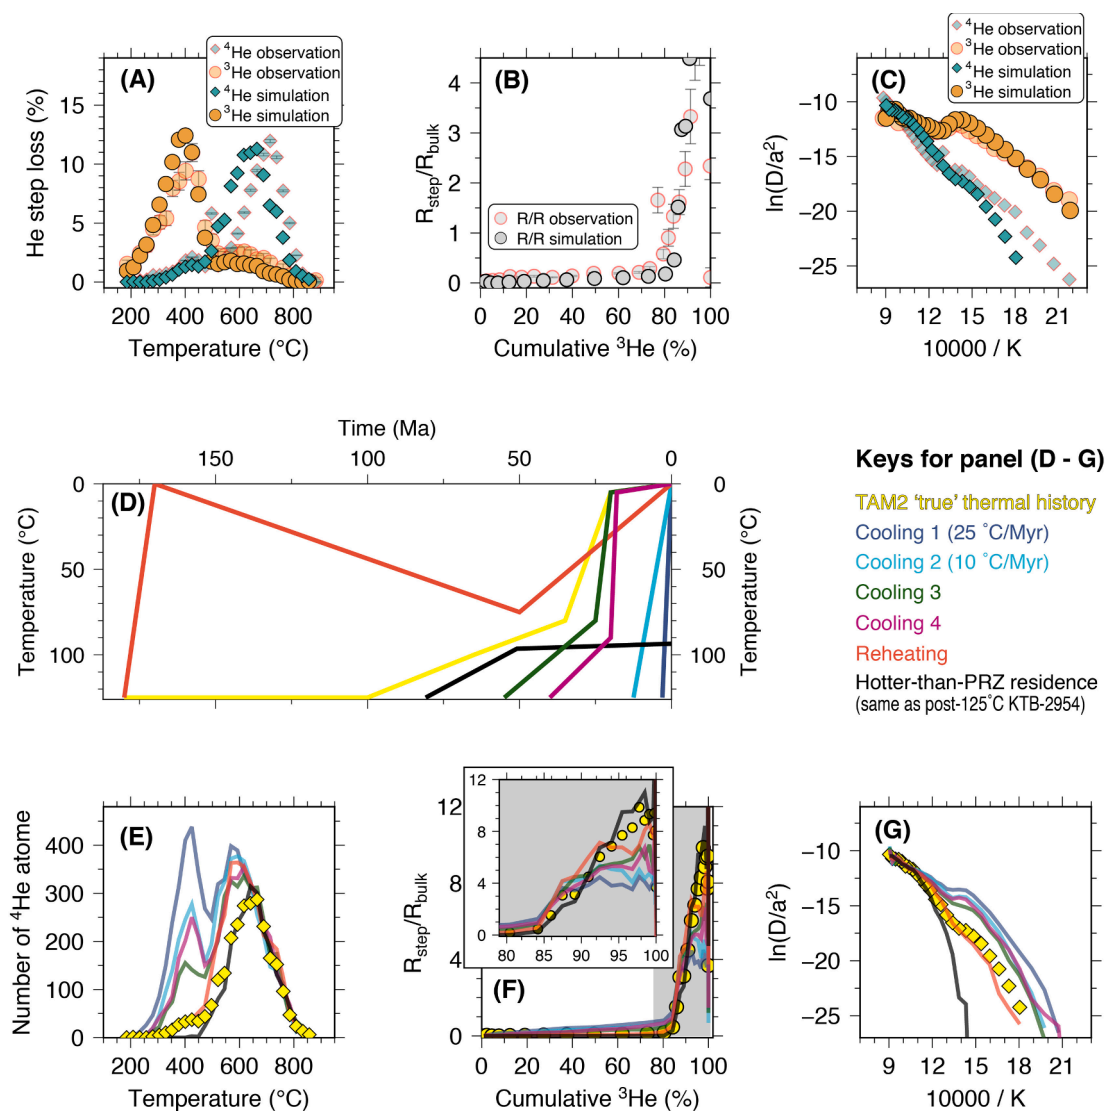 ⁴He observation
³He observation
⁴He simulation
³He simulation
(A)
He step loss (%)
15
10
5
0
200 400 600 800
Temperature (°C)
(B)
R_step/R_bulk
4
3
2
1
0
R/R observation
R/R simulation
0 20 40 60 80 100
Cumulative ³He (%)
⁴He observation
³He observation
⁴He simulation
³He simulation
(C)
ln(D/a²)
−10
−15
−20
−25
9 12 15 18 21
10000 / K
Time (Ma)
150 100 50 0
(D)
Temperature (°C)
0
50
100
0
50
100
Temperature (°C)
Keys for panel (D - G)
TAM2 ‘true’ thermal history
Cooling 1 (25 ˚C/Myr)
Cooling 2 (10 ˚C/Myr)
Cooling 3
Cooling 4
Reheating
Hotter-than-PRZ residence
(same as post-125˚C KTB-2954)
(E)
Number of ⁴He atome
400
300
200
100
0
200 400 600 800
Temperature (°C)
(F)
R_step/R_bulk
12
8
4
0
12
8
4
0
80 85 90 95 100
0 20 40 60 80 100
Cumulative ³He (%)
(G)
ln(D/a²)
−10
−15
−20
−25
9 12 15 18 21
10000 / K